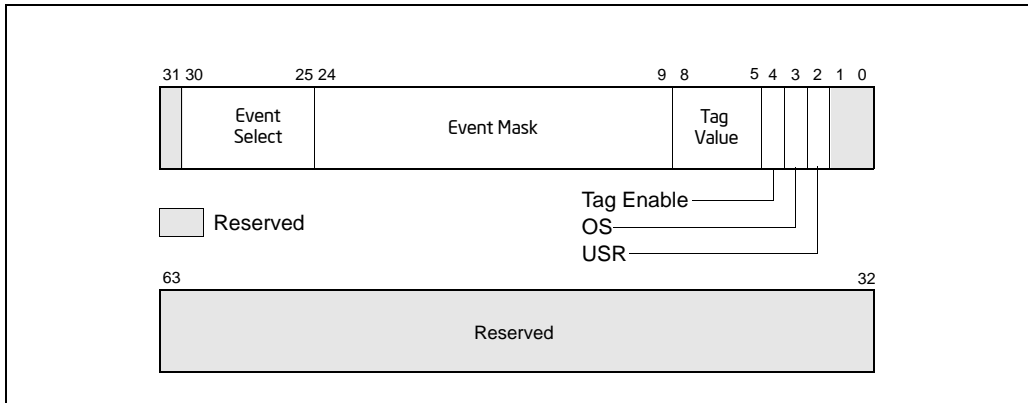 31 30 25 24 9 8 5 4 3 2 1 0
Event
Select
Event Mask
Tag
Value
Tag Enable
OS
USR
Reserved
63 32
Reserved